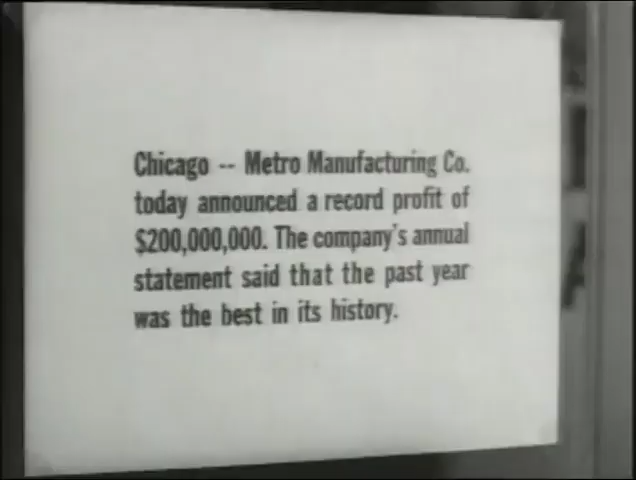 Chicago -- Metro Manufacturing Co.
today announced a record profit of
$200,000,000. The company's annual
statement said that the past year
was the best in its history.